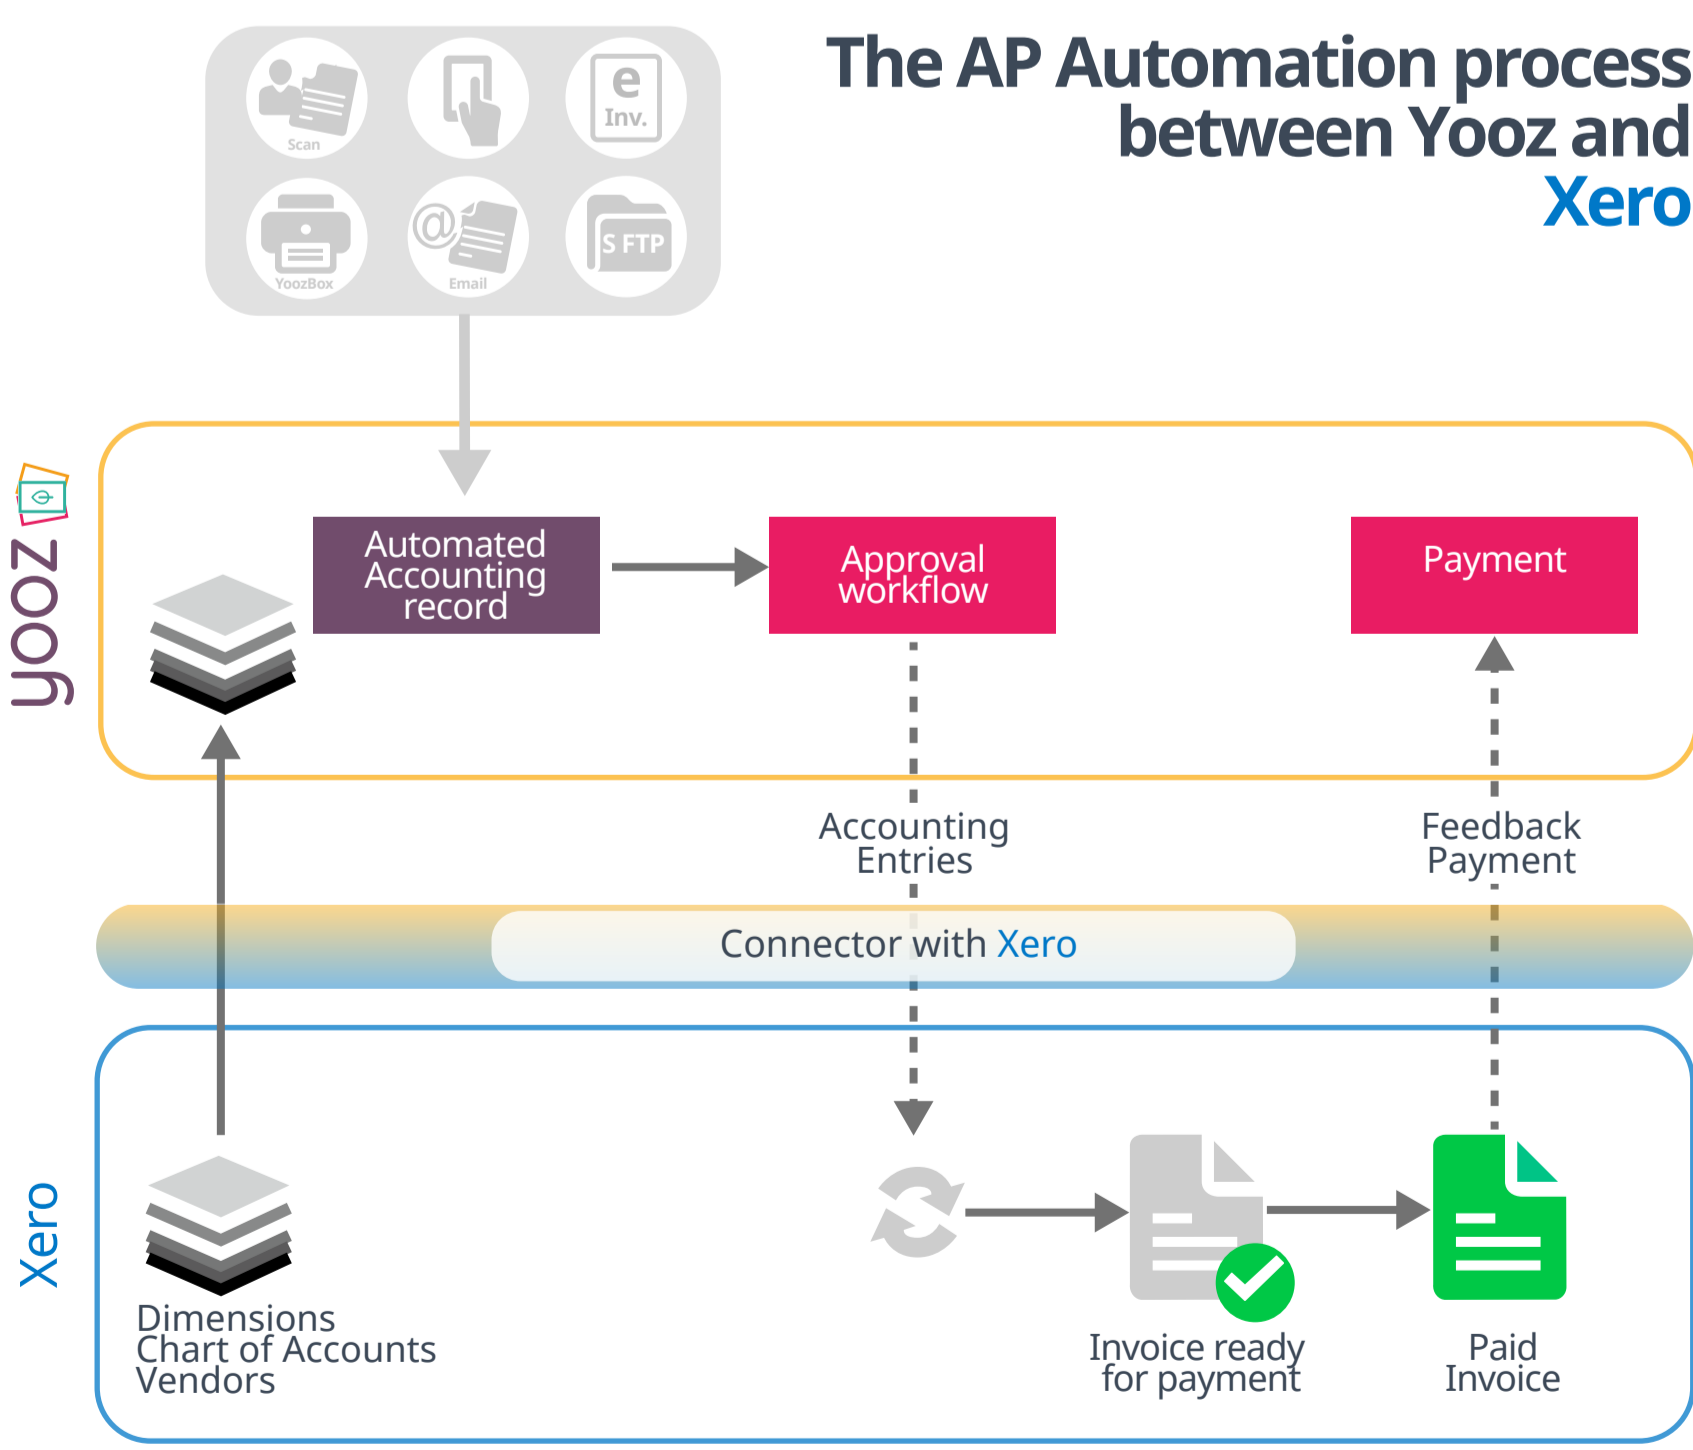 The AP Automation process
between Yooz and
Xero
Scan
e
Inv.
YoozBox
@
Email
S FTP
yooz
Automated
Accounting
record
Approval
workflow
Payment
Accounting
Entries
Feedback
Payment
Connector with Xero
Xero
Dimensions
Chart of Accounts
Vendors
Invoice ready
for payment
Paid
Invoice